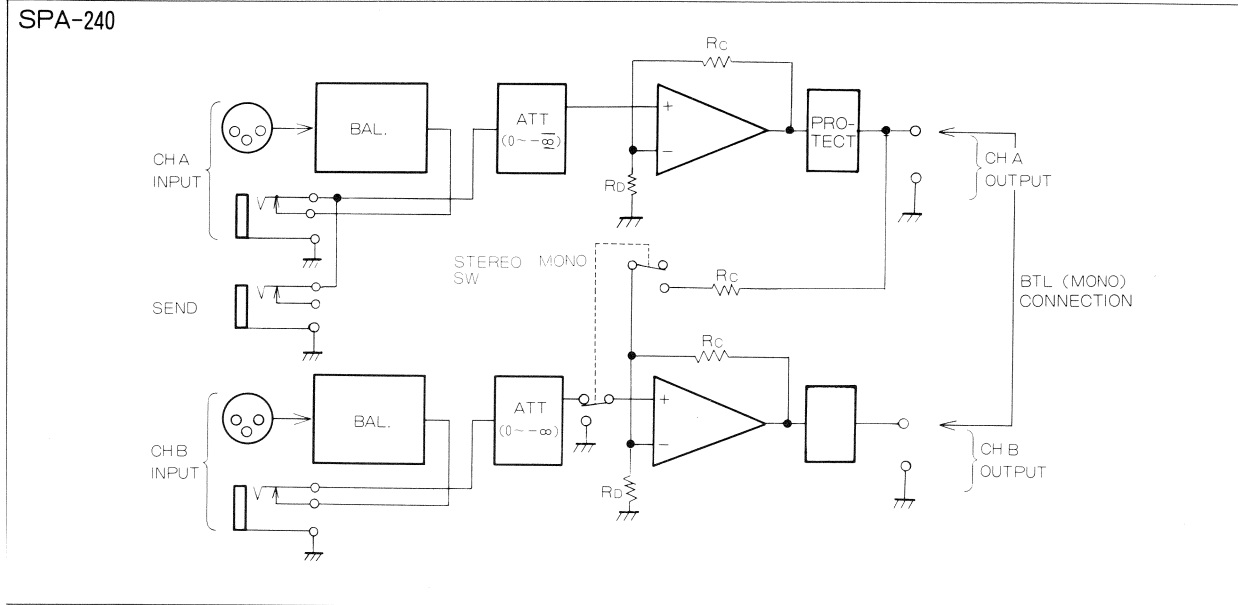 SPA-240
RC
BAL.
ATT
(0~-∞)
+
−
PRO-
TECT
CH A
INPUT
CH A
OUTPUT
RD
STEREO MONO
SW
RC
BTL (MONO)
CONNECTION
SEND
RC
BAL.
ATT
(0~-∞)
+
−
CH B
INPUT
CH B
OUTPUT
RD